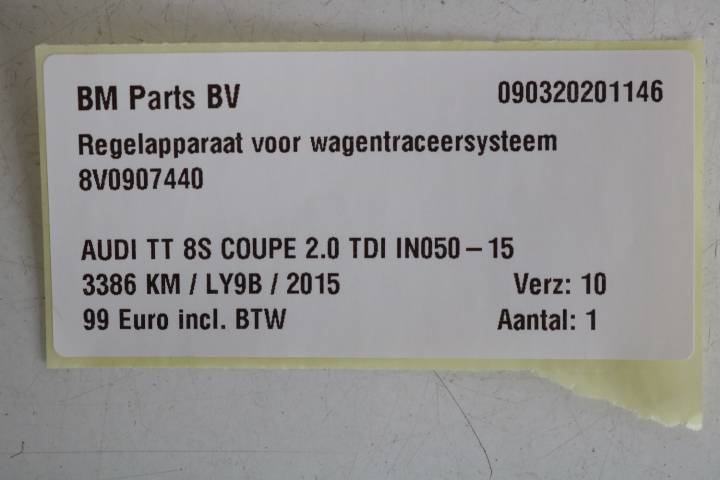 BM Parts BV 090320201146
Regelapparaat voor wagentraceersysteem
8V0907440
AUDI TT 8S COUPE 2.0 TDI IN050-15
3386 KM / LY9B / 2015 Verz: 10
99 Euro incl. BTW Aantal: 1